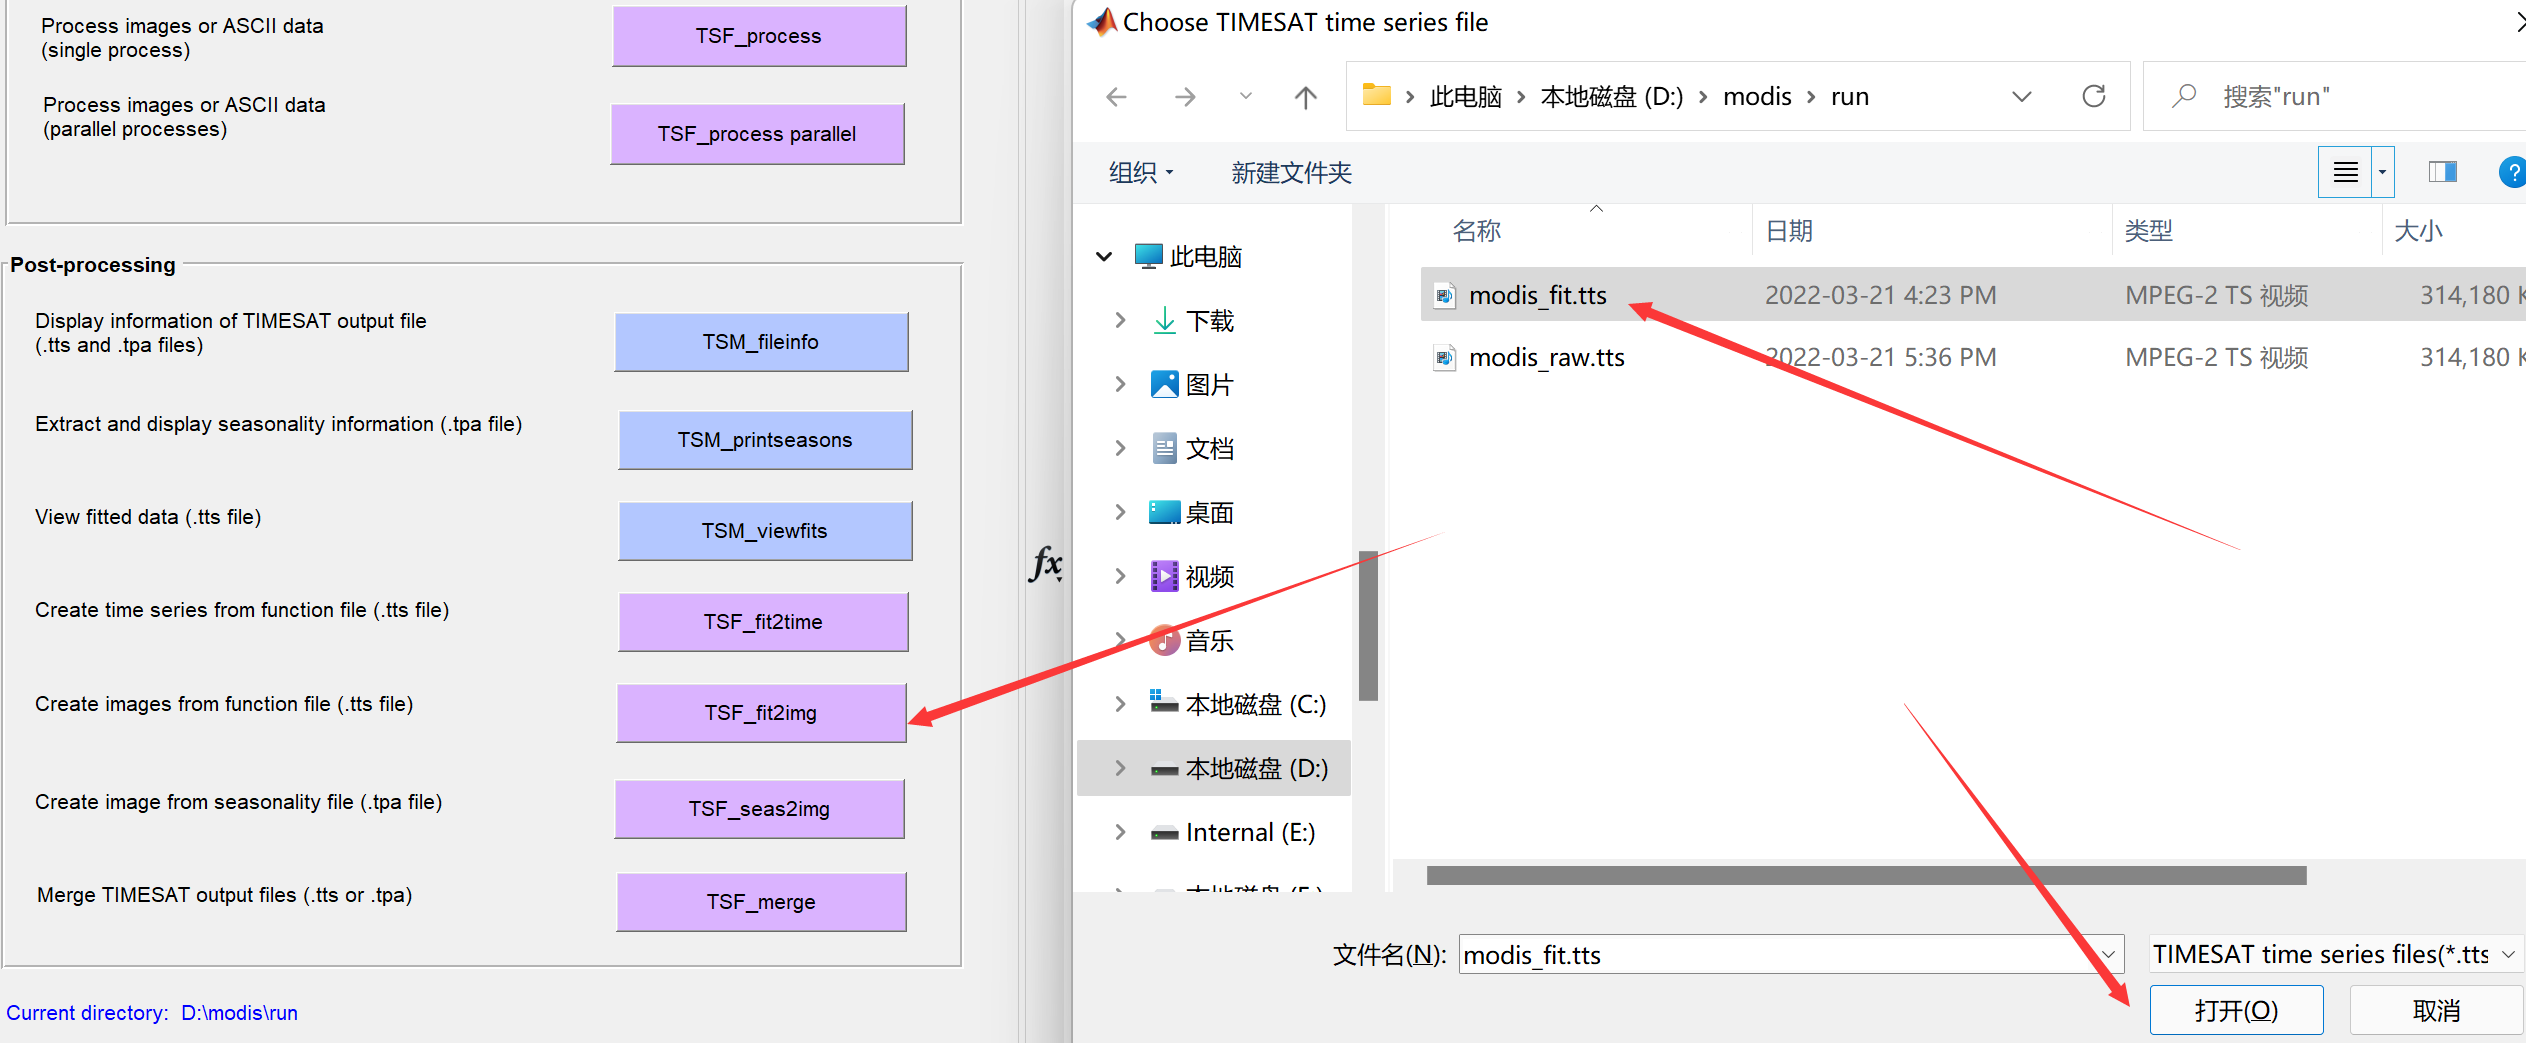 Process images or ASCII data
(single process)
TSF_process
Process images or ASCII data
(parallel processes)
TSF_process parallel
Post-processing
Display information of TIMESAT output file
(.tts and .tpa files)
TSM_fileinfo
Extract and display seasonality information (.tpa file)
TSM_printseasons
View fitted data (.tts file)
TSM_viewfits
Create time series from function file (.tts file)
TSF_fit2time
Create images from function file (.tts file)
TSF_fit2img
Create image from seasonality file (.tpa file)
TSF_seas2img
Merge TIMESAT output files (.tts or .tpa)
TSF_merge
Current directory: D:\modis\run
fx
Choose TIMESAT time series file
此电脑 > 本地磁盘 (D:) > modis > run
搜索"run"
组织
新建文件夹
名称 日期 类型 大小
modis_fit.tts 2022-03-21 4:23 PM MPEG-2 TS 视频 314,180 K
modis_raw.tts 2022-03-21 5:36 PM MPEG-2 TS 视频 314,180 K
此电脑
下载
图片
文档
桌面
视频
音乐
本地磁盘 (C:)
本地磁盘 (D:)
Internal (E:)
文件名(N): modis_fit.tts
TIMESAT time series files(*.tts
打开(O)
取消